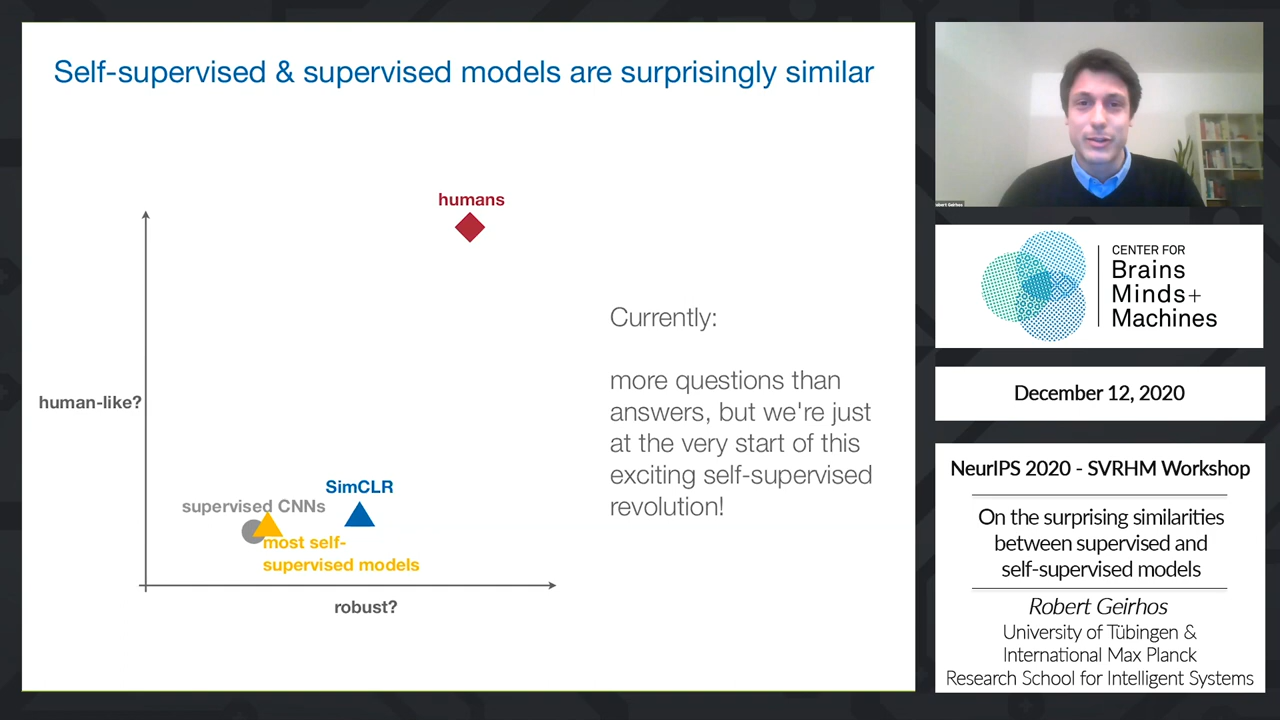 Self-supervised & supervised models are surprisingly similar
humans
human-like?
SimCLR
supervised CNNs
most self-
supervised models
robust?
Currently:
more questions than
answers, but we're just
at the very start of this
exciting self-supervised
revolution!
Robert Geirhos
CENTER FOR
Brains
Minds+
Machines
December 12, 2020
NeurIPS 2020 - SVRHM Workshop
On the surprising similarities
between supervised and
self-supervised models
Robert Geirhos
University of Tübingen &
International Max Planck
Research School for Intelligent Systems